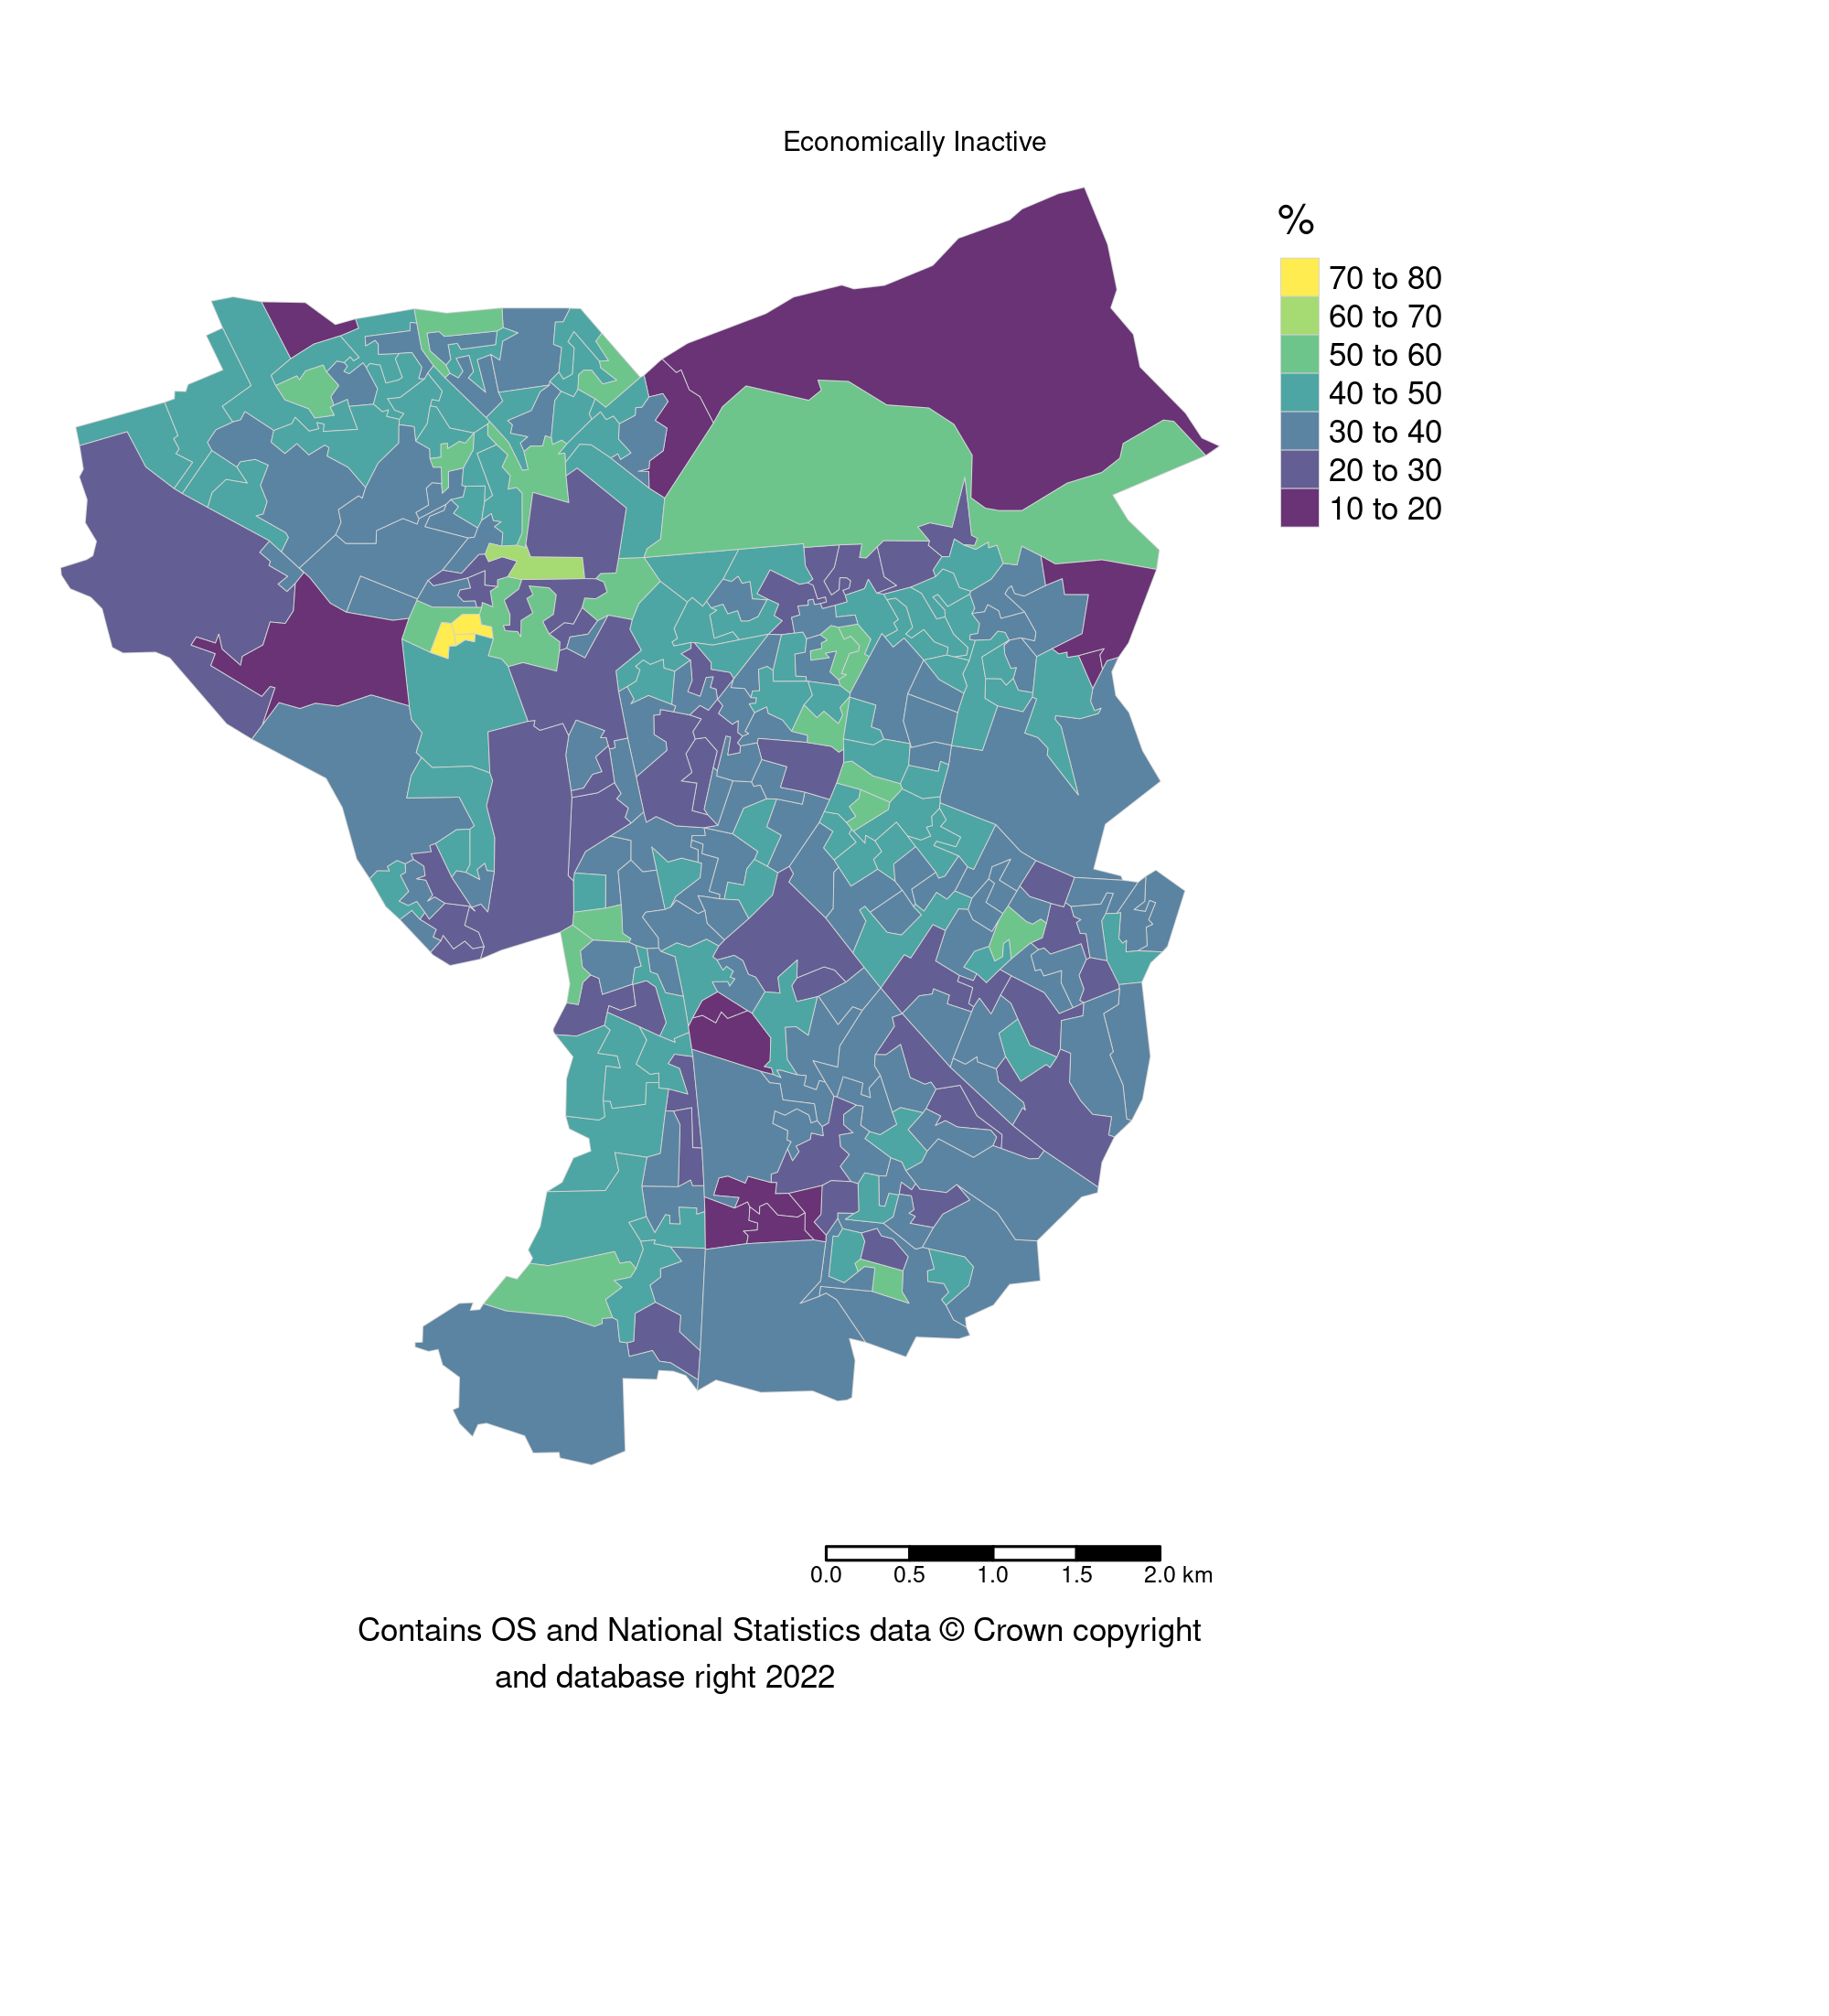 Economically Inactive
%
70 to 80
60 to 70
50 to 60
40 to 50
30 to 40
20 to 30
10 to 20
0.0 0.5 1.0 1.5 2.0 km
Contains OS and National Statistics data © Crown copyright
and database right 2022